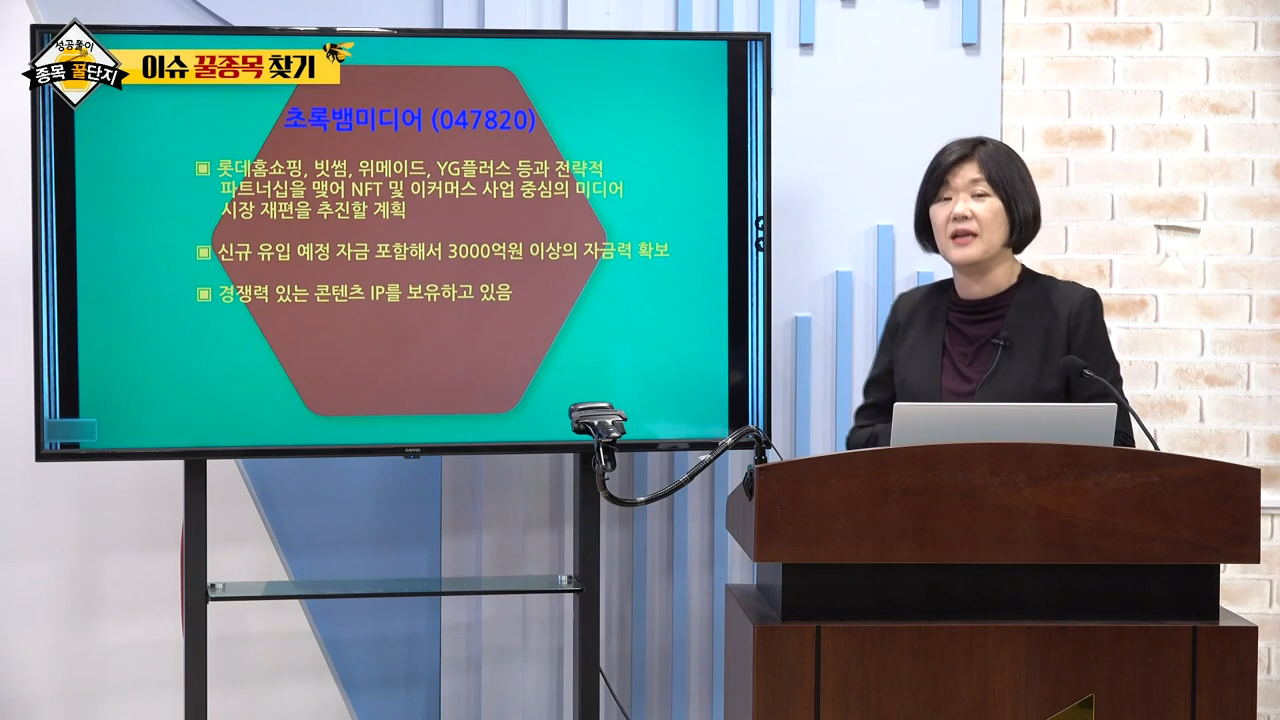 성공풀이
종목 꿀단지
이슈 꿀종목 찾기
초록뱀미디어 (047820)
▣ 롯데홈쇼핑, 빗썸, 위메이드, YG플러스 등과 전략적
파트너십을 맺어 NFT 및 이커머스 사업 중심의 미디어
시장 재편을 추진할 계획
▣ 신규 유입 예정 자금 포함해서 3000억원 이상의 자금력 확보
▣ 경쟁력 있는 콘텐츠 IP를 보유하고 있음